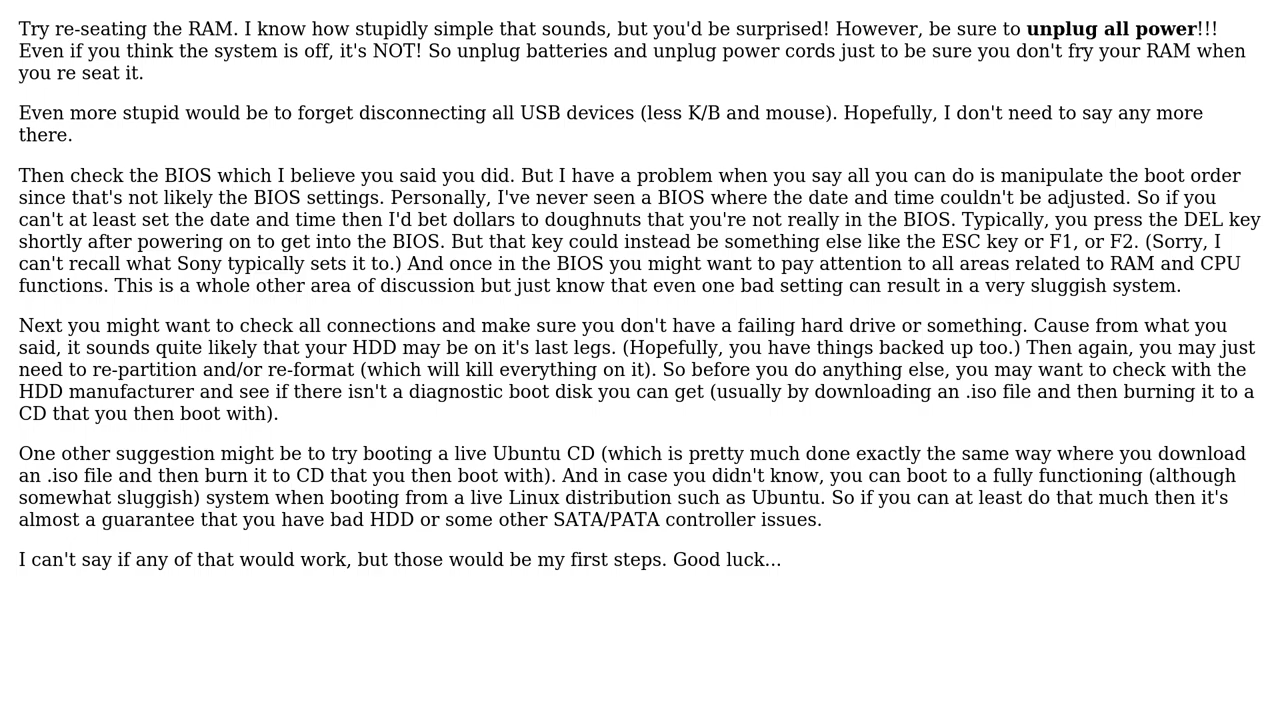 Try re-seating the RAM. I know how stupidly simple that sounds, but you'd be surprised! However, be sure to unplug all power!!!
Even if you think the system is off, it's NOT! So unplug batteries and unplug power cords just to be sure you don't fry your RAM when
you re seat it.
Even more stupid would be to forget disconnecting all USB devices (less K/B and mouse). Hopefully, I don't need to say any more
there.
Then check the BIOS which I believe you said you did. But I have a problem when you say all you can do is manipulate the boot order
since that's not likely the BIOS settings. Personally, I've never seen a BIOS where the date and time couldn't be adjusted. So if you
can't at least set the date and time then I'd bet dollars to doughnuts that you're not really in the BIOS. Typically, you press the DEL key
shortly after powering on to get into the BIOS. But that key could instead be something else like the ESC key or F1, or F2. (Sorry, I
can't recall what Sony typically sets it to.) And once in the BIOS you might want to pay attention to all areas related to RAM and CPU
functions. This is a whole other area of discussion but just know that even one bad setting can result in a very sluggish system.
Next you might want to check all connections and make sure you don't have a failing hard drive or something. Cause from what you
said, it sounds quite likely that your HDD may be on it's last legs. (Hopefully, you have things backed up too.) Then again, you may just
need to re-partition and/or re-format (which will kill everything on it). So before you do anything else, you may want to check with the
HDD manufacturer and see if there isn't a diagnostic boot disk you can get (usually by downloading an .iso file and then burning it to a
CD that you then boot with).
One other suggestion might be to try booting a live Ubuntu CD (which is pretty much done exactly the same way where you download
an .iso file and then burn it to CD that you then boot with). And in case you didn't know, you can boot to a fully functioning (although
somewhat sluggish) system when booting from a live Linux distribution such as Ubuntu. So if you can at least do that much then it's
almost a guarantee that you have bad HDD or some other SATA/PATA controller issues.
I can't say if any of that would work, but those would be my first steps. Good luck...